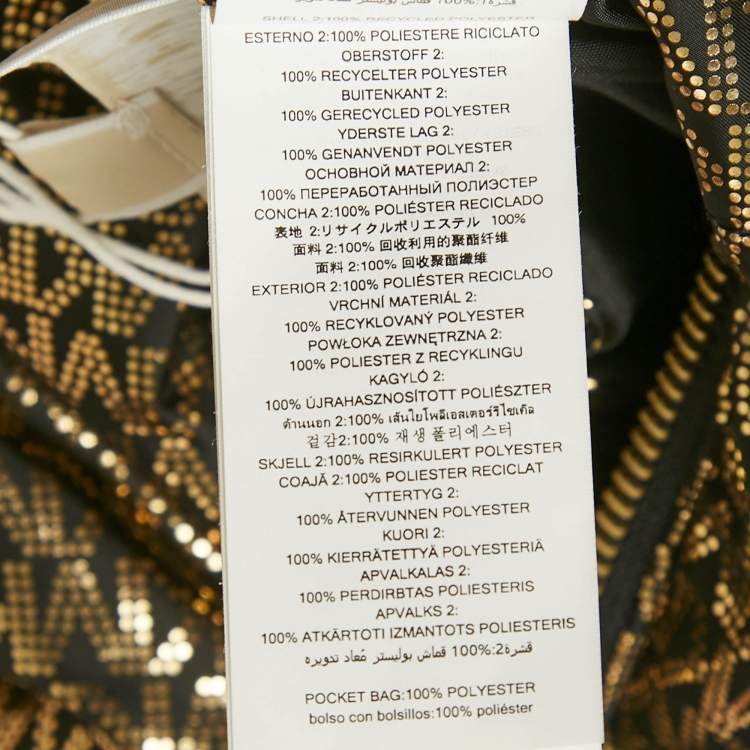 SHELL 2:100% RECYCLED POLYESTER
ESTERNO 2:100% POLIESTERE RICICLATO
OBERSTOFF 2:
100% RECYCELTER POLYESTER
BUITENKANT 2:
100% GERECYCLED POLYESTER
YDERSTE LAG 2:
100% GENANVENDT POLYESTER
ОСНОВНОЙ МАТЕРИАЛ 2:
100% ПЕРЕРАБОТАННЫЙ ПОЛИЭСТЕР
CONCHA 2:100% POLIÉSTER RECICLADO
表地 2:リサイクルポリエステル 100%
面料 2:100% 回收利用的聚酯纤维
面料 2:100% 回收聚酯纖維
EXTERIOR 2:100% POLIÉSTER RECICLADO
VRCHNÍ MATERIÁL 2:
100% RECYKLOVANÝ POLYESTER
POWŁOKA ZEWNĘTRZNA 2:
100% POLIESTER Z RECYKLINGU
KAGYLÓ 2:
100% ÚJRAHASZNOSÍTOTT POLIÉSZTER
ด้านนอก 2:100% เส้นใยโพลีเอสเตอร์รีไซเคิล
겉감2:100% 재생 폴리에스터
SKJELL 2:100% RESIRKULERT POLYESTER
COAJĂ 2:100% POLIESTER RECICLAT
YTTERTYG 2:
100% ÅTERVUNNEN POLYESTER
KUORI 2:
100% KIERRÄTETTYÄ POLYESTERIÄ
APVALKALAS 2:
100% PERDIRBTAS POLIESTERIS
APVALKS 2:
100% ATKĀRTOTI IZMANTOTS POLIESTERIS
قشرة2:100% قماش بوليستر مُعاد تدويره
POCKET BAG:100% POLYESTER
bolso con bolsillos:100% poliéster